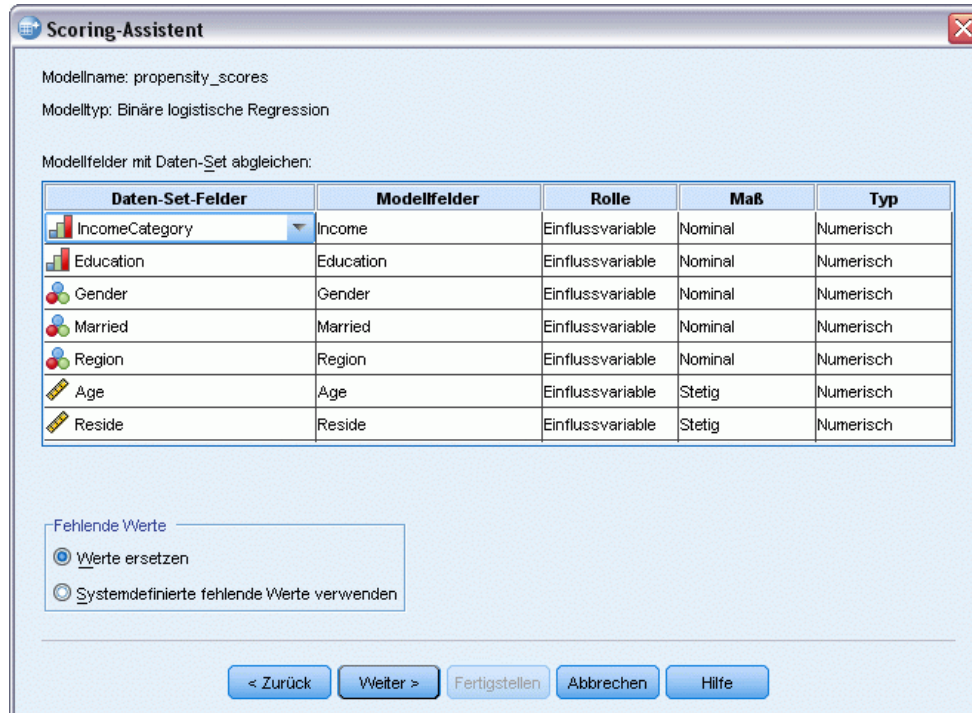 Scoring-Assistent
Modellname: propensity_scores
Modelltyp: Binäre logistische Regression
Modellfelder mit Daten-Set abgleichen:
Daten-Set-Felder Modellfelder Rolle Maß Typ
IncomeCategory Income Einflussvariable Nominal Numerisch
Education Education Einflussvariable Nominal Numerisch
Gender Gender Einflussvariable Nominal Numerisch
Married Married Einflussvariable Nominal Numerisch
Region Region Einflussvariable Nominal Numerisch
Age Age Einflussvariable Stetig Numerisch
Reside Reside Einflussvariable Stetig Numerisch
Fehlende Werte
Werte ersetzen
Systemdefinierte fehlende Werte verwenden
< Zurück Weiter > Fertigstellen Abbrechen Hilfe